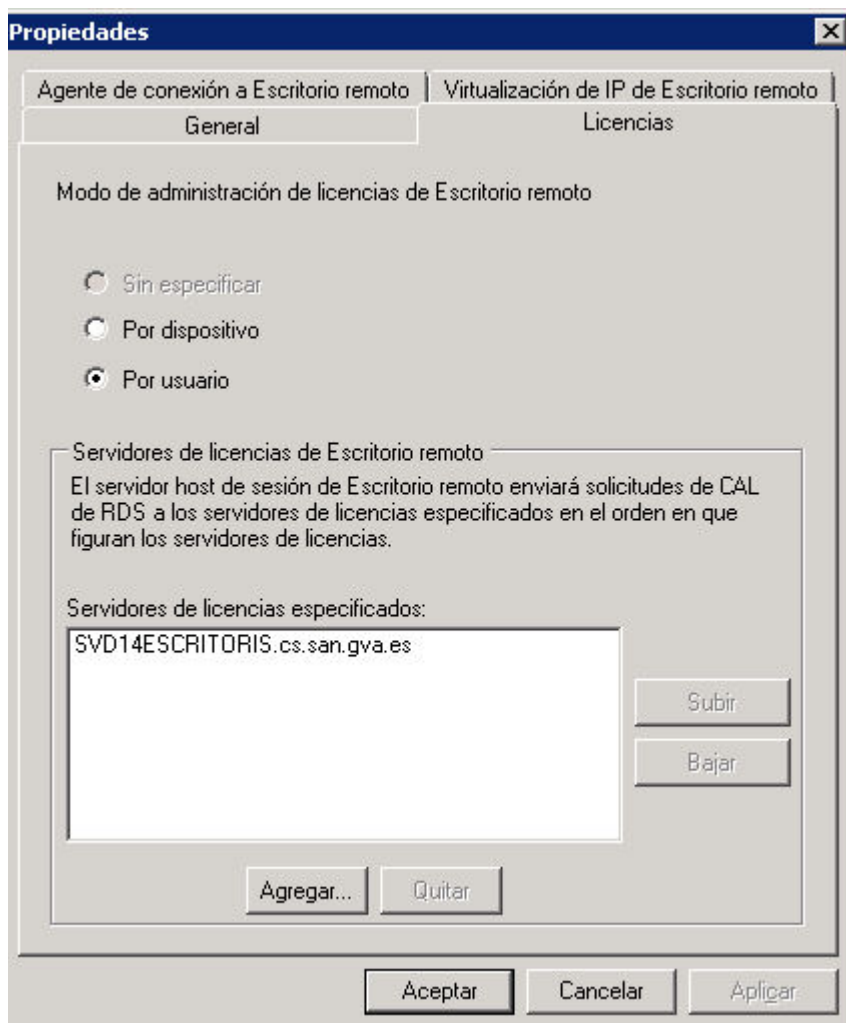 Propiedades
Agente de conexión a Escritorio remoto
Virtualización de IP de Escritorio remoto
General
Licencias
Modo de administración de licencias de Escritorio remoto
Sin especificar
Por dispositivo
Por usuario
Servidores de licencias de Escritorio remoto
El servidor host de sesión de Escritorio remoto enviará solicitudes de CAL
de RDS a los servidores de licencias especificados en el orden en que
figuran los servidores de licencias.
Servidores de licencias especificados:
SVD14ESCRITORIS.cs.san.gva.es
Subir
Bajar
Agregar...
Quitar
Aceptar
Cancelar
Aplicar